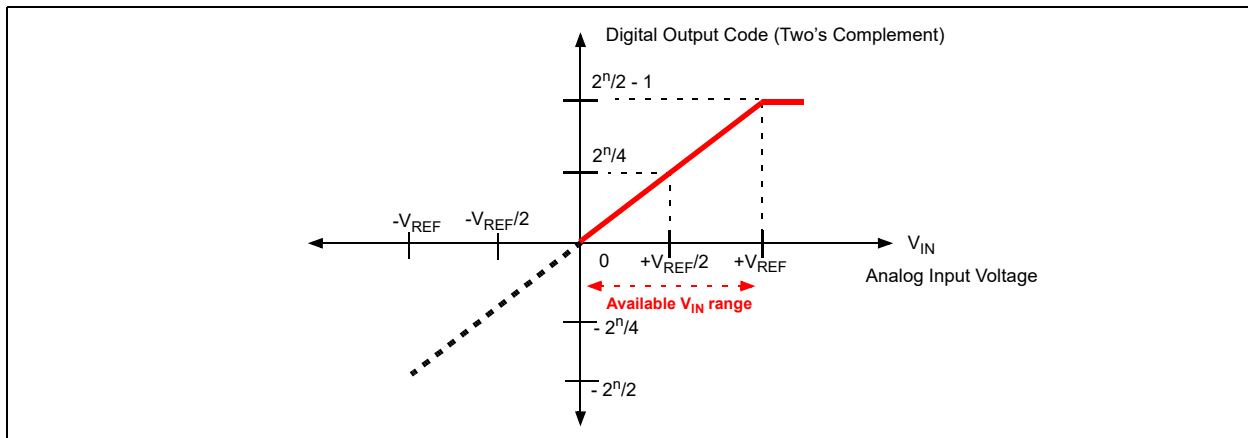 Digital Output Code (Two's Complement)
2ⁿ/2 - 1
2ⁿ/4
-VREF
-VREF/2
VIN
0
+VREF/2
+VREF
Analog Input Voltage
Available VIN range
- 2ⁿ/4
- 2ⁿ/2